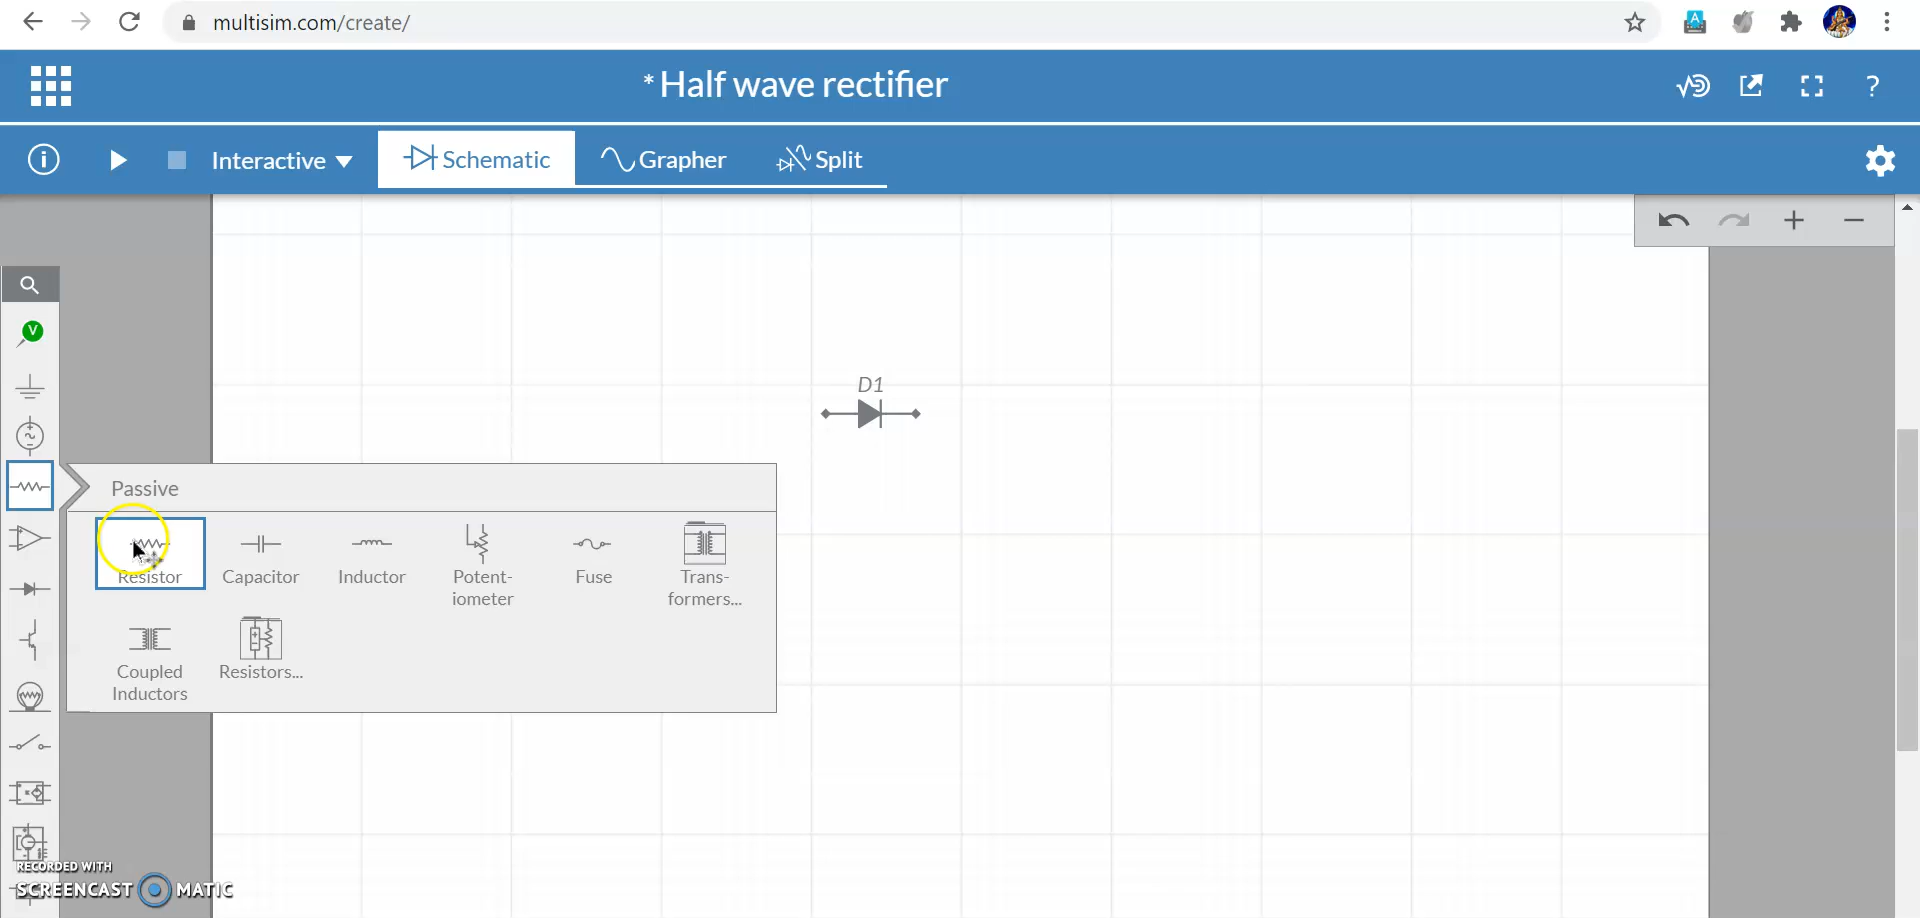 multisim.com/create/
A
* Half wave rectifier
?
i
Interactive
Schematic
Grapher
Split
V
D1
Passive
Resistor
Capacitor
Inductor
Potent-
iometer
Fuse
Trans-
formers...
Coupled
Inductors
Resistors...
RECORDED WITH
SCREENCAST MATIC